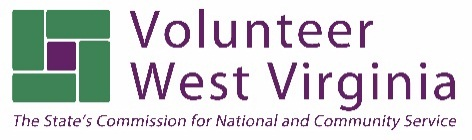 Volunteer
West Virginia
The State's Commission for National and Community Service